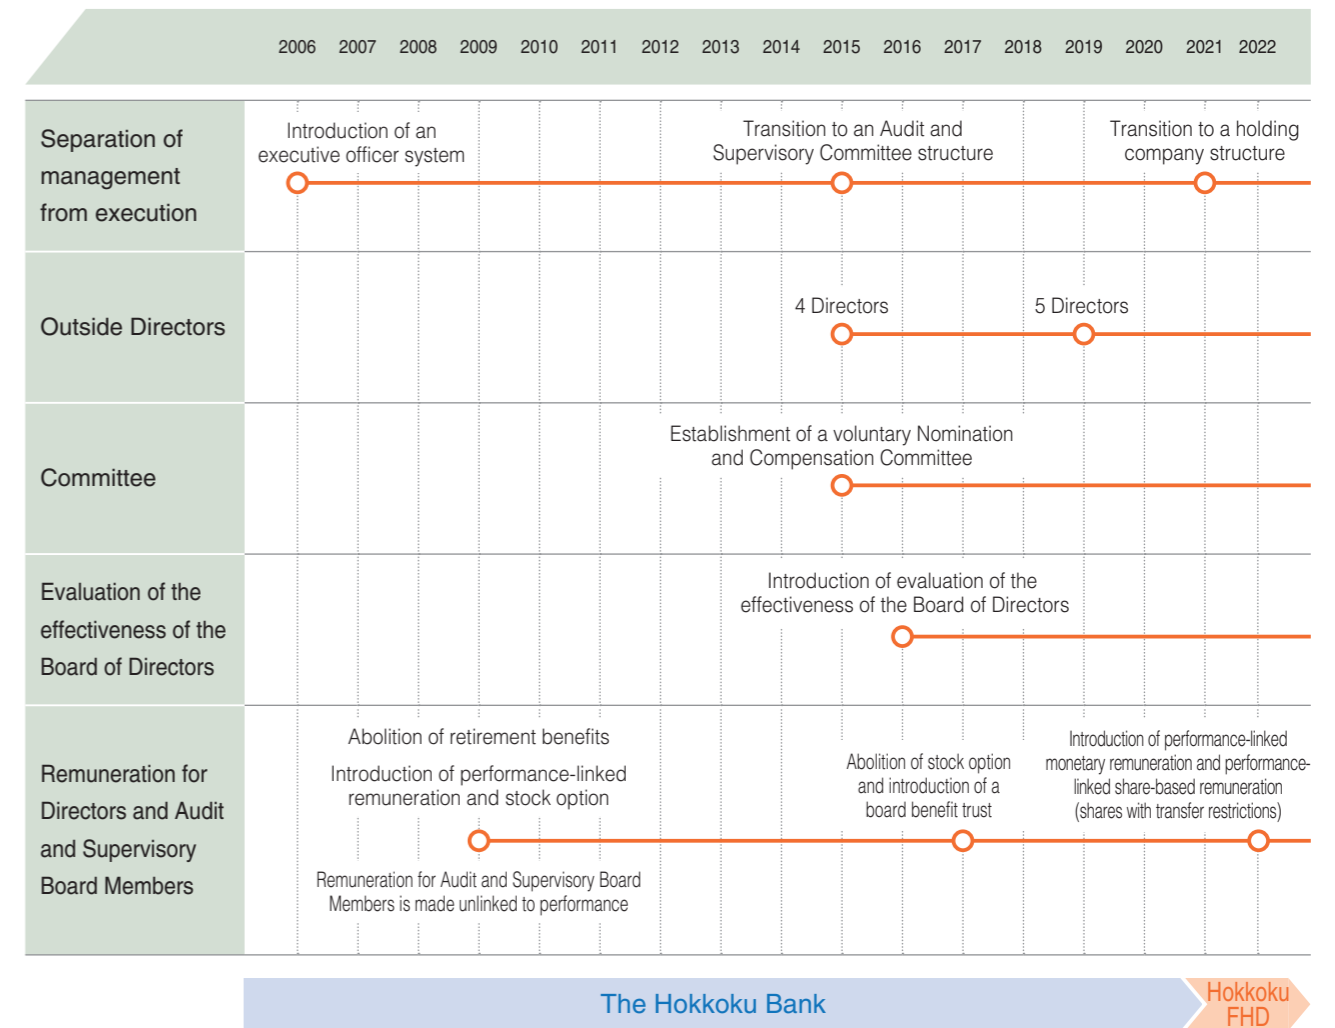 2006 2007 2008 2009 2010 2011 2012 2013 2014 2015 2016 2017 2018 2019 2020 2021 2022
Separation of
management
from execution
Introduction of an
executive officer system
Transition to an Audit and
Supervisory Committee structure
Transition to a holding
company structure
Outside Directors
4 Directors
5 Directors
Committee
Establishment of a voluntary Nomination
and Compensation Committee
Evaluation of the
effectiveness of the
Board of Directors
Introduction of evaluation of the
effectiveness of the Board of Directors
Remuneration for
Directors and Audit
and Supervisory
Board Members
Abolition of retirement benefits
Introduction of performance-linked
remuneration and stock option
Remuneration for Audit and Supervisory Board
Members is made unlinked to performance
Abolition of stock option
and introduction of a
board benefit trust
Introduction of performance-linked
monetary remuneration and performance-
linked share-based remuneration
(shares with transfer restrictions)
The Hokkoku Bank
Hokkoku
FHD